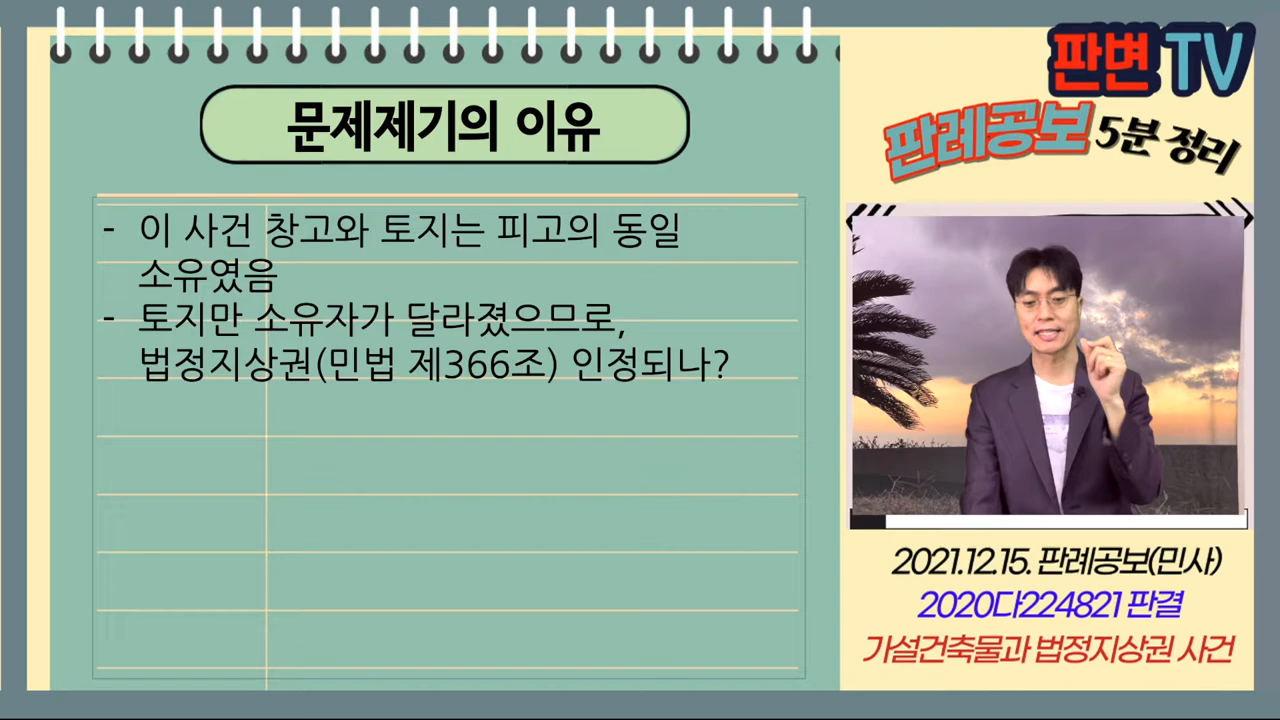 문제제기의 이유
- 이 사건 창고와 토지는 피고의 동일
소유였음
- 토지만 소유자가 달라졌으므로,
법정지상권(민법 제366조) 인정되나?
판변 TV
판례공보 5분 정리
2021.12.15. 판례공보(민사)
2020다224821 판결
가설건축물과 법정지상권 사건